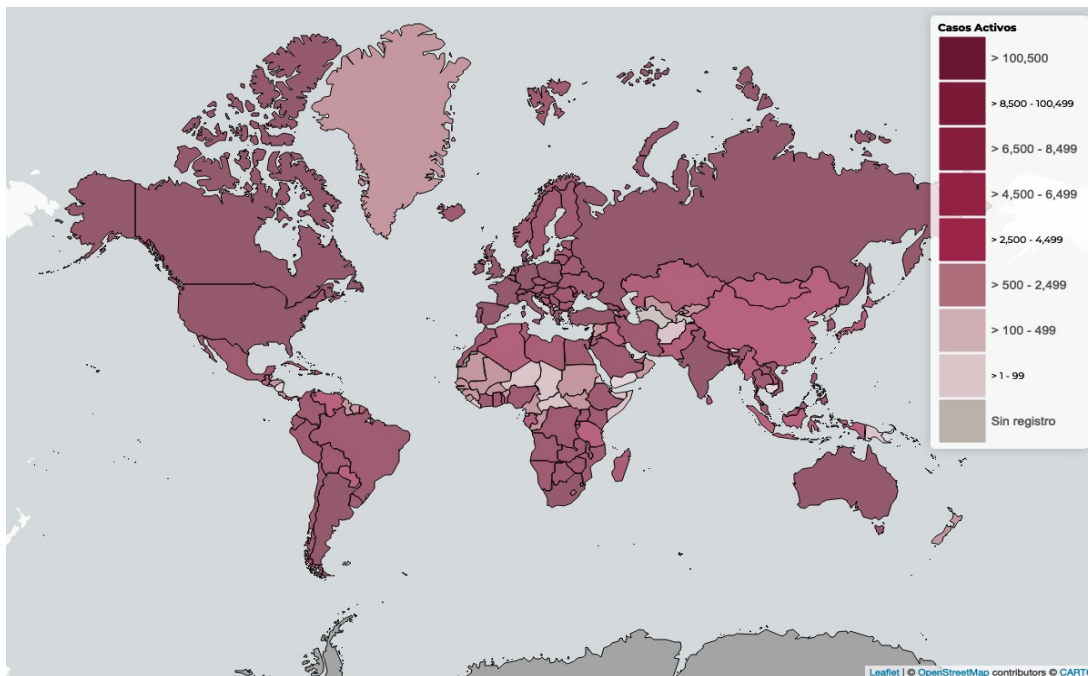 Casos Activos
> 100,500
> 8,500 - 100,499
> 6,500 - 8,499
> 4,500 - 6,499
> 2,500 - 4,499
> 500 - 2,499
> 100 - 499
> 1 - 99
Sin registro
Leaflet | © OpenStreetMap contributors © CARTO